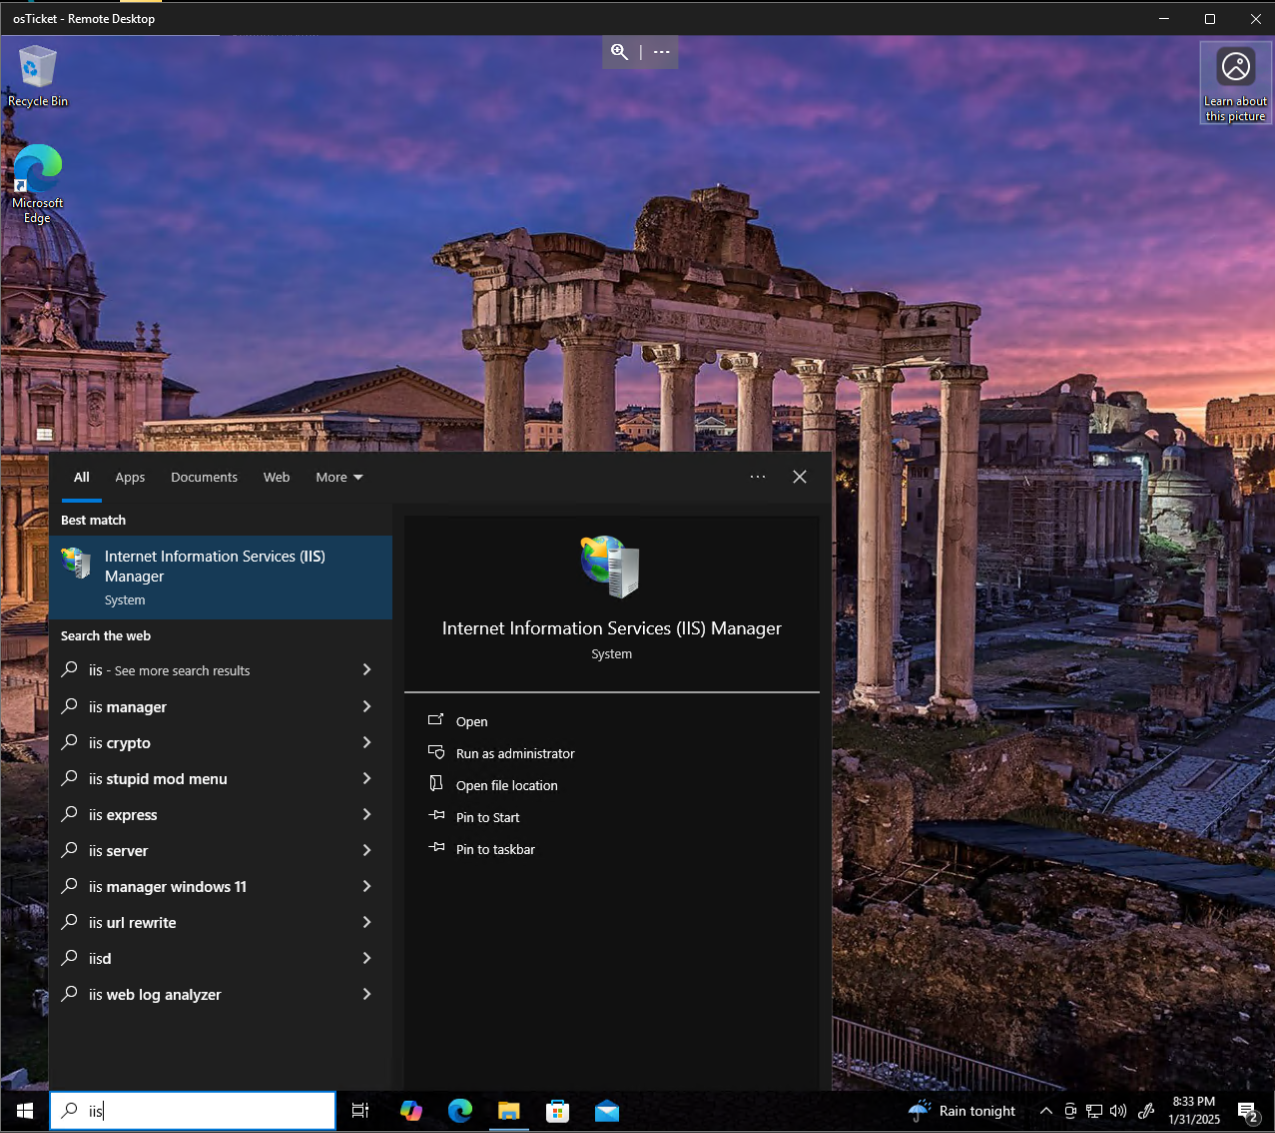 osTicket - Remote Desktop
Recycle Bin
Learn about
this picture
Microsoft
Edge
All Apps Documents Web More
Best match
Internet Information Services (IIS)
Manager
System
Search the web
iis - See more search results
iis manager
iis crypto
iis stupid mod menu
iis express
iis server
iis manager windows 11
iis url rewrite
iisd
iis web log analyzer
Internet Information Services (IIS) Manager
System
Open
Run as administrator
Open file location
Pin to Start
Pin to taskbar
iis
Rain tonight
8:33 PM
1/31/2025
2